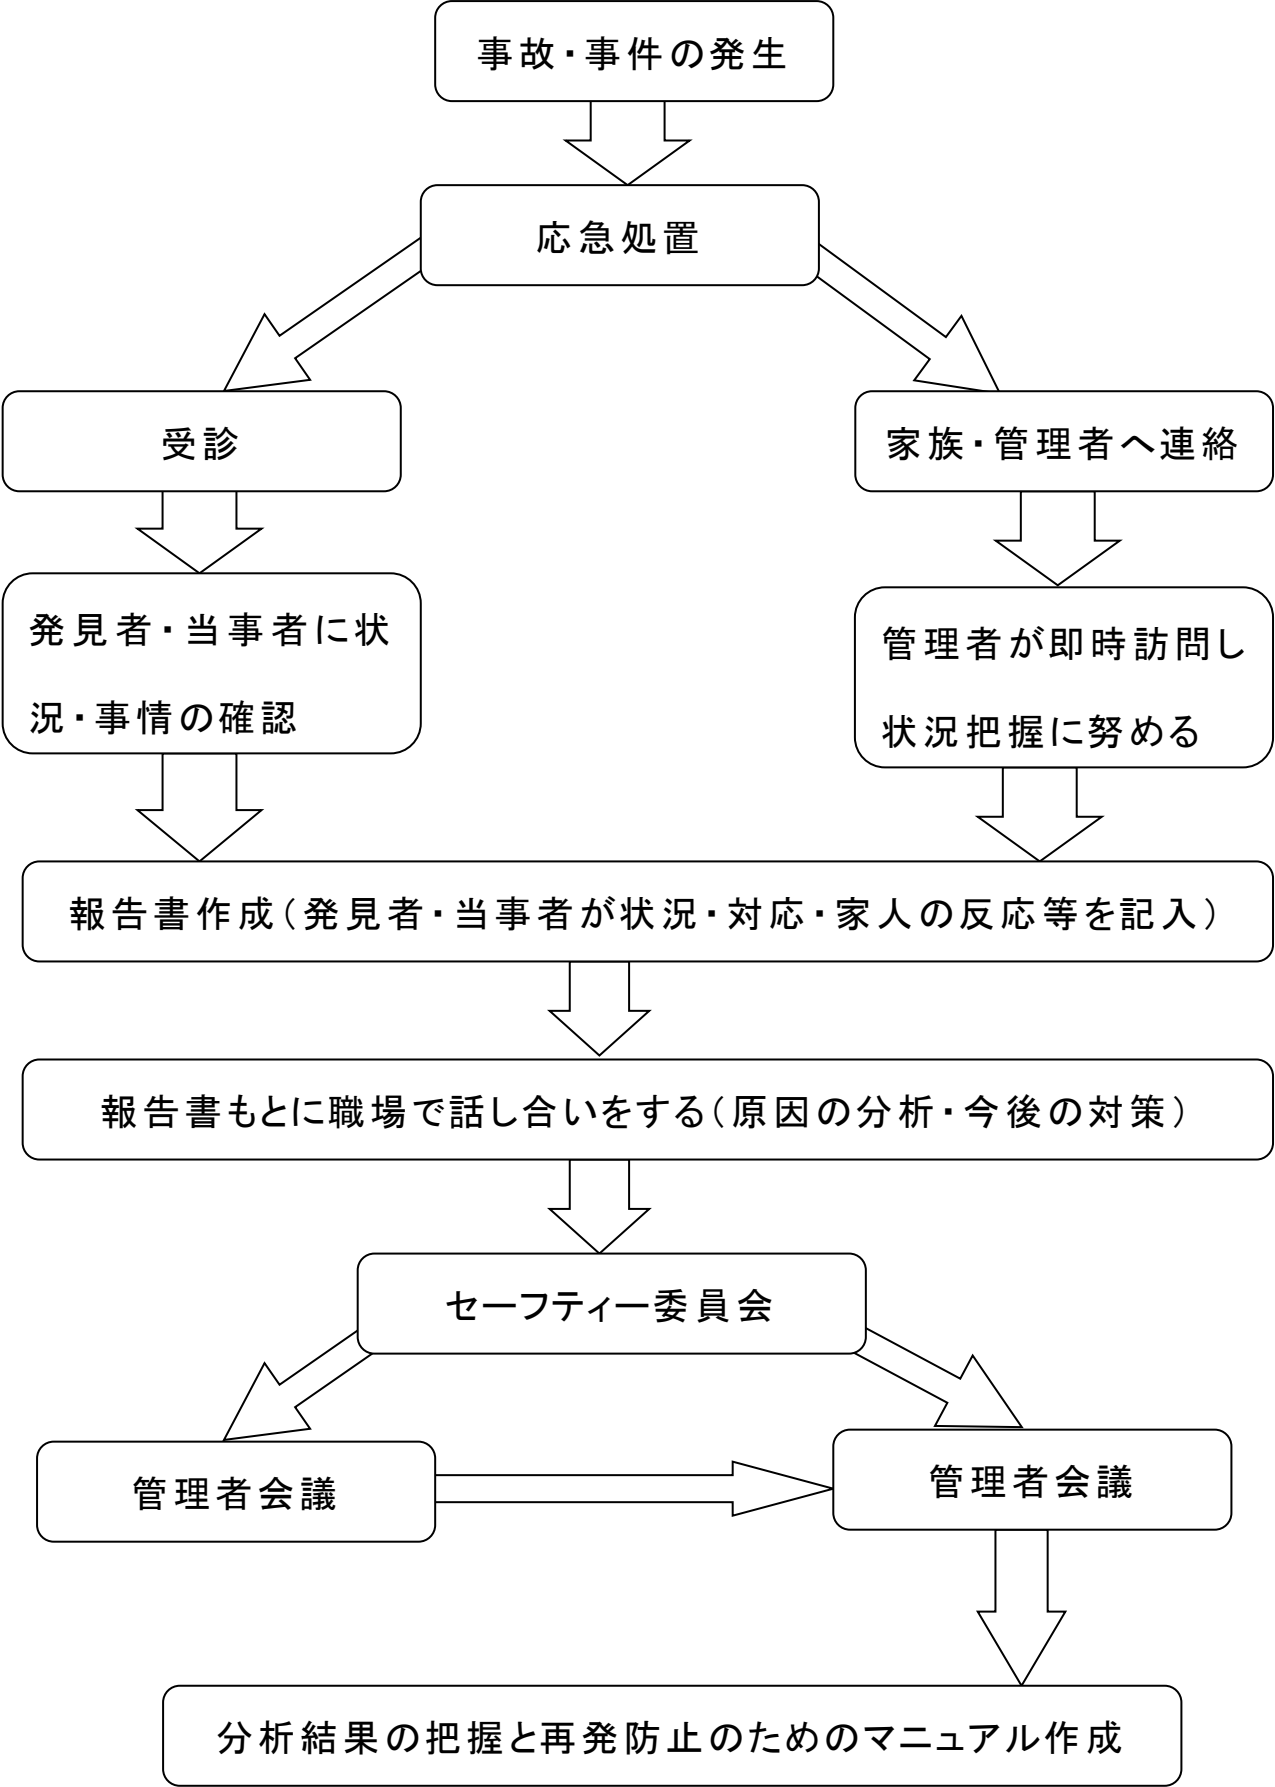 事故・事件の発生
応急処置
受診
家族・管理者へ連絡
発見者・当事者に状
況・事情の確認
管理者が即時訪問し
状況把握に努める
報告書作成（発見者・当事者が状況・対応・家人の反応等を記入）
報告書もとに職場で話し合いをする（原因の分析・今後の対策）
セーフティー委員会
管理者会議
管理者会議
分析結果の把握と再発防止のためのマニュアル作成